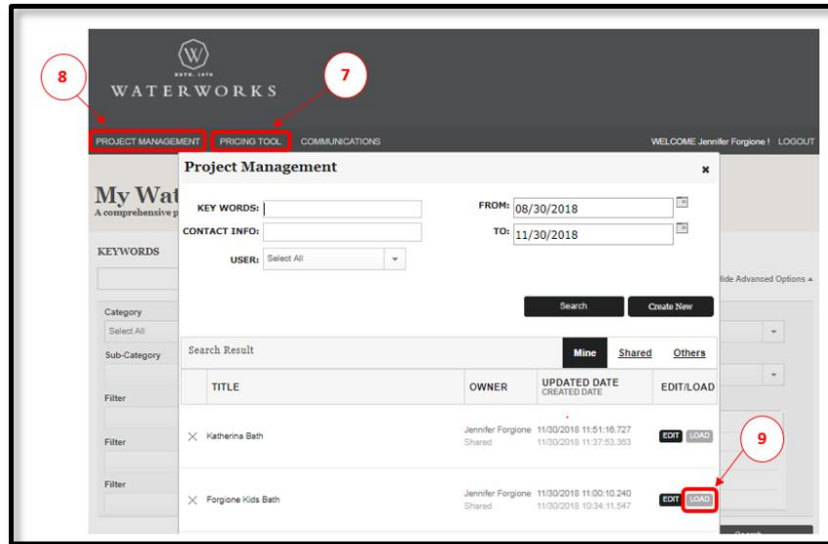 W
ESTD. 1978
WATERWORKS
8
7
PROJECT MANAGEMENT PRICING TOOL COMMUNICATIONS WELCOME Jennifer Forgione ! LOGOUT
My Wat
A comprehensive p
Project Management ×
KEY WORDS: FROM: 08/30/2018
CONTACT INFO: TO: 11/30/2018
USER: Select All
KEYWORDS
Hide Advanced Options
Search Create New
Category
Select All
Sub-Category
Filter
Filter
Filter
Search Result Mine Shared Others
TITLE OWNER UPDATED DATE EDIT/LOAD
CREATED DATE
Katherina Bath Jennifer Forgione 11/30/2018 11:51:16.727 EDIT LOAD
Shared 11/30/2018 11:37:53.363
9
Forgione Kids Bath Jennifer Forgione 11/30/2018 11:00:10.240 EDIT LOAD
Shared 11/30/2018 10:34:11.547
Search